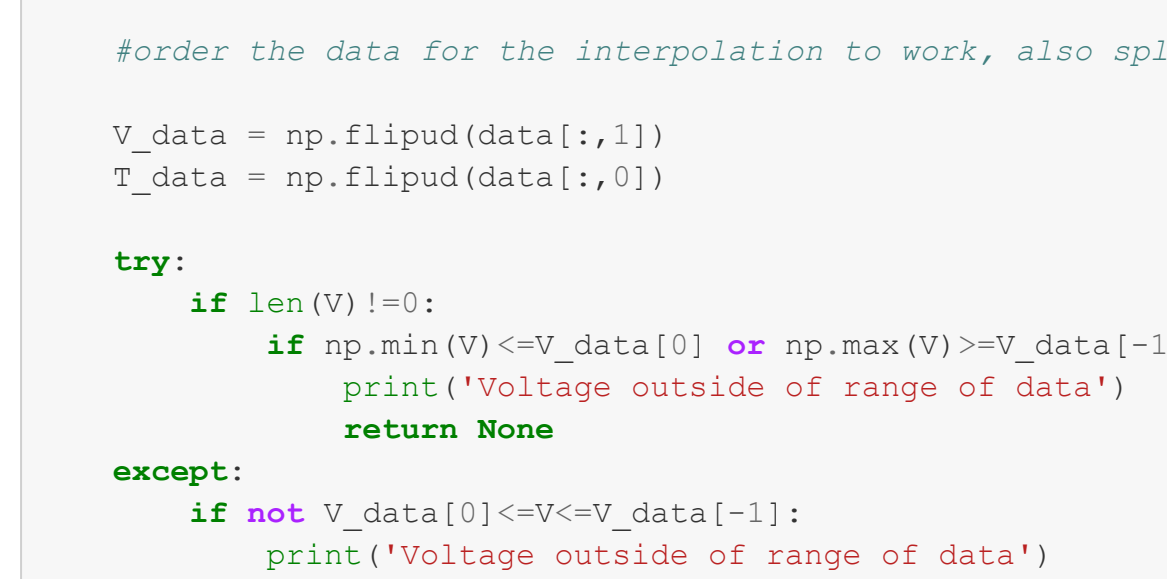 #order the data for the interpolation to work, also spl
V_data = np.flipud(data[:,1])
T_data = np.flipud(data[:,0])
try:
if len(V)!=0:
if np.min(V)<=V_data[0] or np.max(V)>=V_data[-1
print('Voltage outside of range of data')
return None
except:
if not V_data[0]<=V<=V_data[-1]:
print('Voltage outside of range of data')